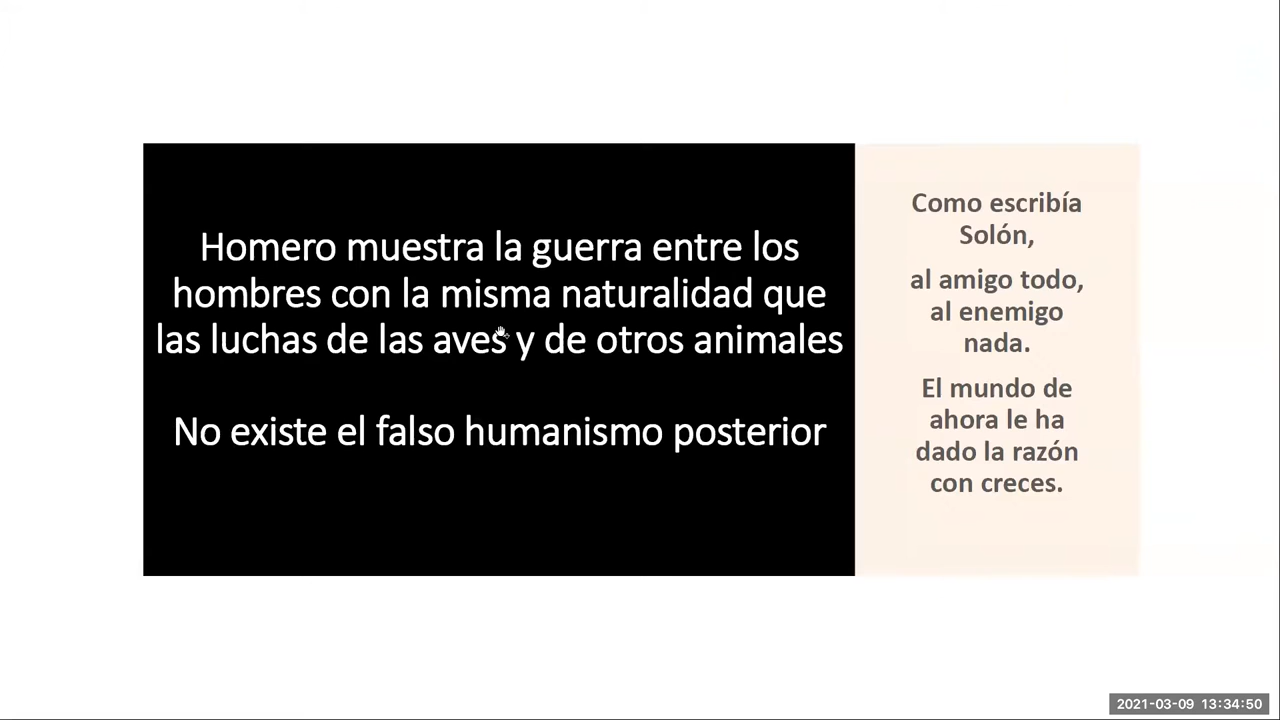 Homero muestra la guerra entre los
hombres con la misma naturalidad que
las luchas de las aves y de otros animales
No existe el falso humanismo posterior
Como escribía
Solón,
al amigo todo,
al enemigo
nada.
El mundo de
ahora le ha
dado la razón
con creces.
2021-03-09 13:34:50